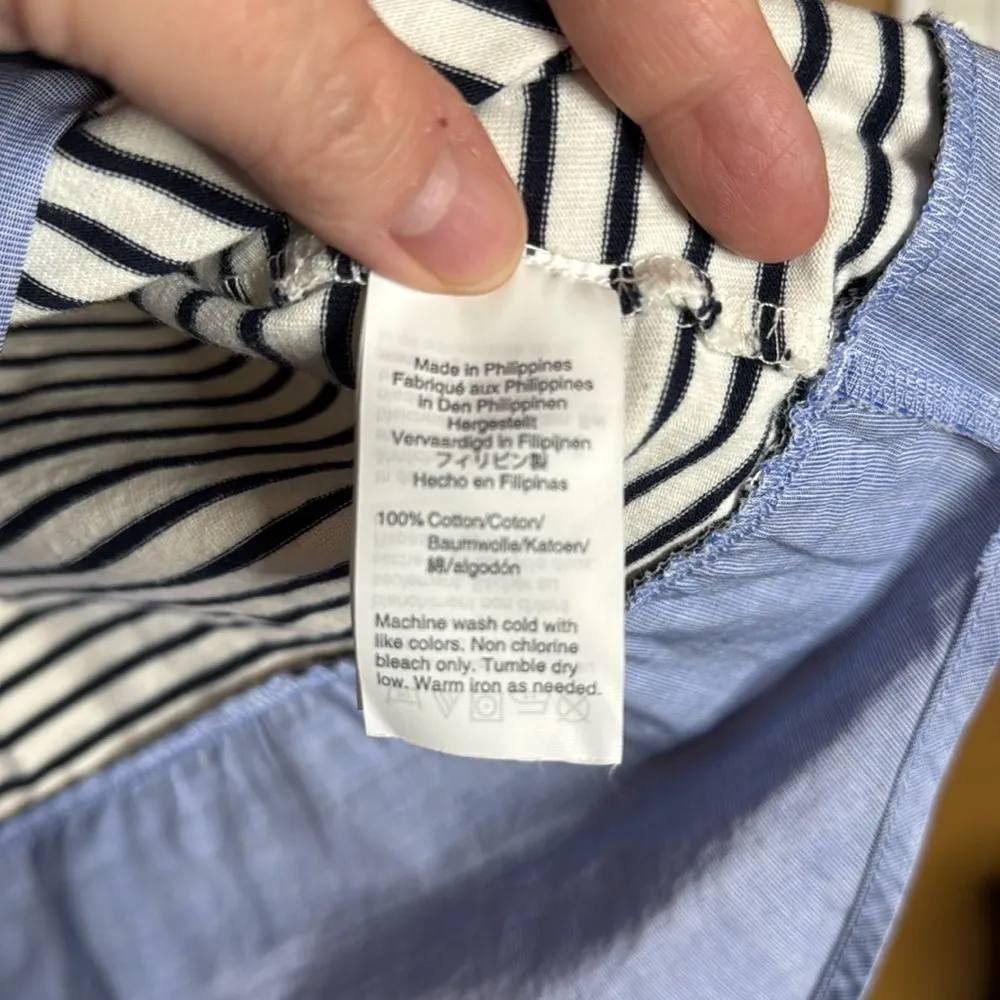 Made in Philippines
Fabriqué aux Philippines
in Den Philippinen
Hergestellt
Vervaardigd in Filipijnen
フィリピン製
Hecho en Filipinas
100% Cotton/Coton/
Baumwolle/Katoen/
綿/algodón
Machine wash cold with
like colors. Non chlorine
bleach only. Tumble dry
low. Warm iron as needed.